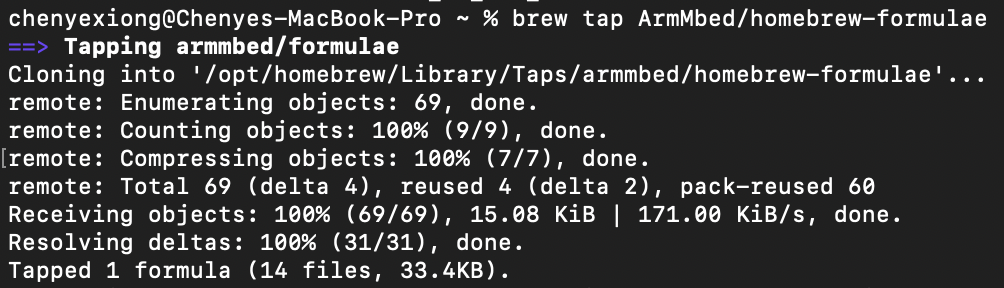 chenyexiong@Chenyes-MacBook-Pro ~ % brew tap ArmMbed/homebrew-formulae
==> Tapping armmbed/formulae
Cloning into '/opt/homebrew/Library/Taps/armmbed/homebrew-formulae'...
remote: Enumerating objects: 69, done.
remote: Counting objects: 100% (9/9), done.
[remote: Compressing objects: 100% (7/7), done.
remote: Total 69 (delta 4), reused 4 (delta 2), pack-reused 60
Receiving objects: 100% (69/69), 15.08 KiB | 171.00 KiB/s, done.
Resolving deltas: 100% (31/31), done.
Tapped 1 formula (14 files, 33.4KB).